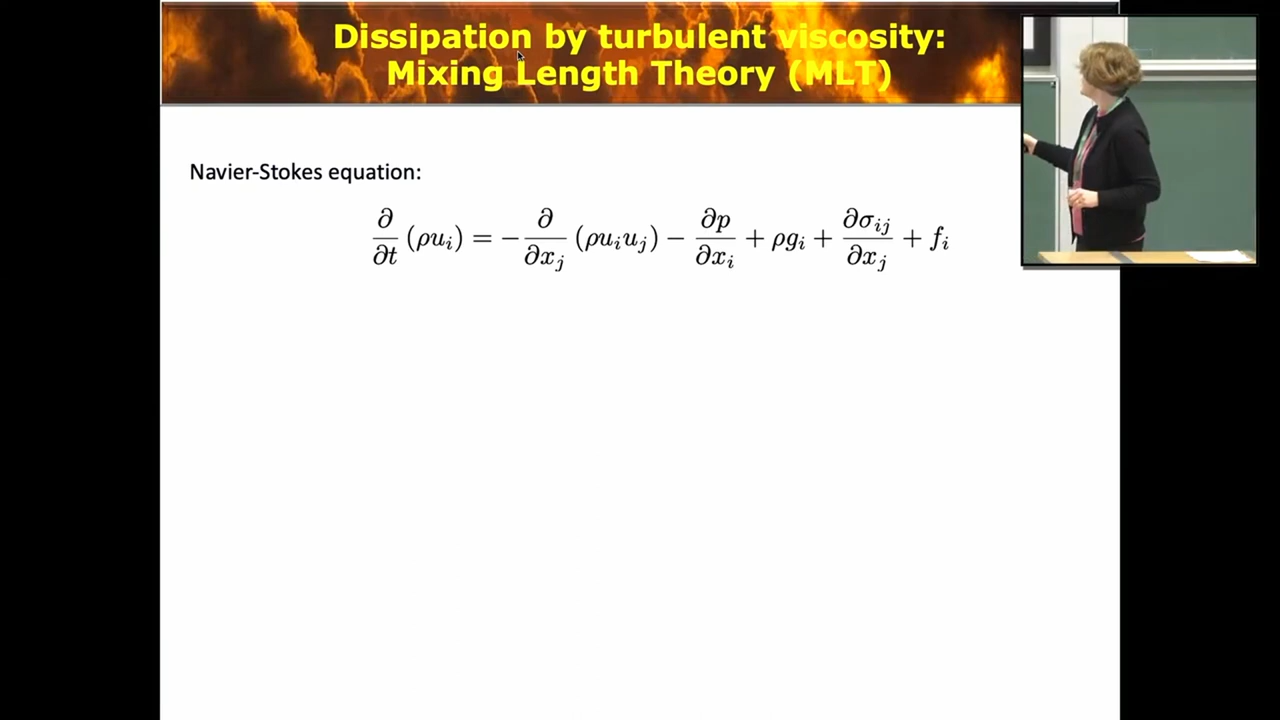 Dissipation by turbulent viscosity:
Mixing Length Theory (MLT)
Navier-Stokes equation:
∂/∂t (ρu_i) = −∂/∂x_j (ρu_i u_j) − ∂p/∂x_i + ρg_i + ∂σ_ij/∂x_j + f_i